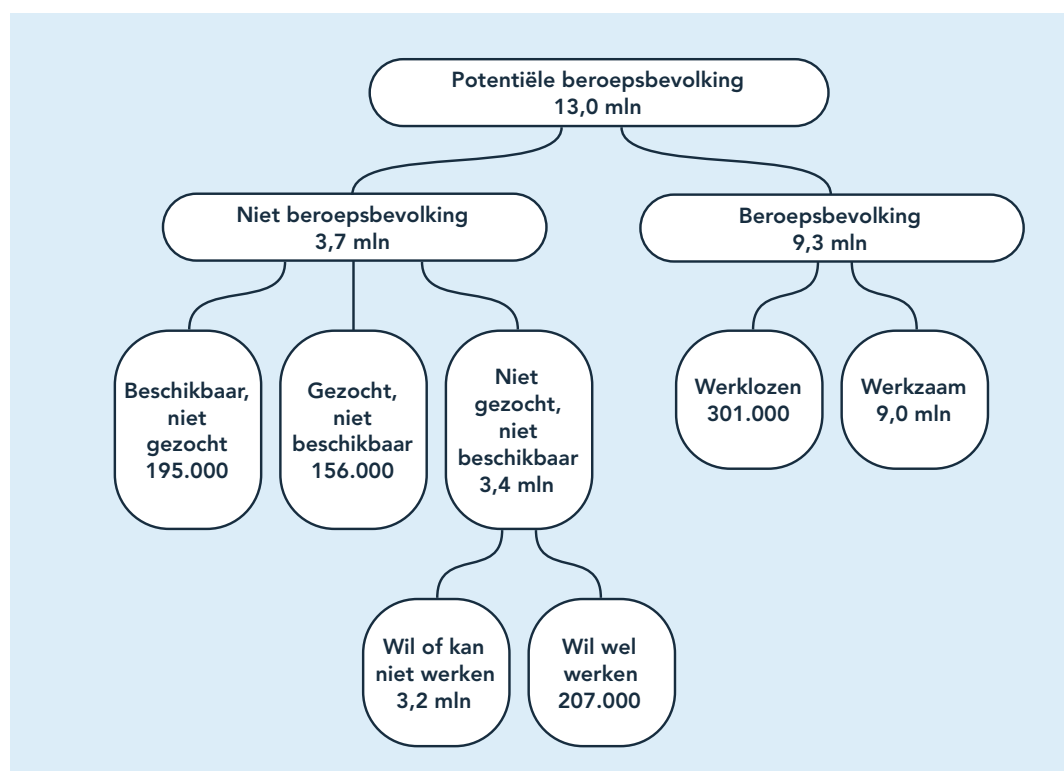 Potentiële beroepsbevolking
13,0 mln
Niet beroepsbevolking
3,7 mln
Beroepsbevolking
9,3 mln
Beschikbaar,
niet
gezocht
195.000
Gezocht,
niet
beschikbaar
156.000
Niet
gezocht,
niet
beschikbaar
3,4 mln
Werklozen
301.000
Werkzaam
9,0 mln
Wil of kan
niet werken
3,2 mln
Wil wel
werken
207.000